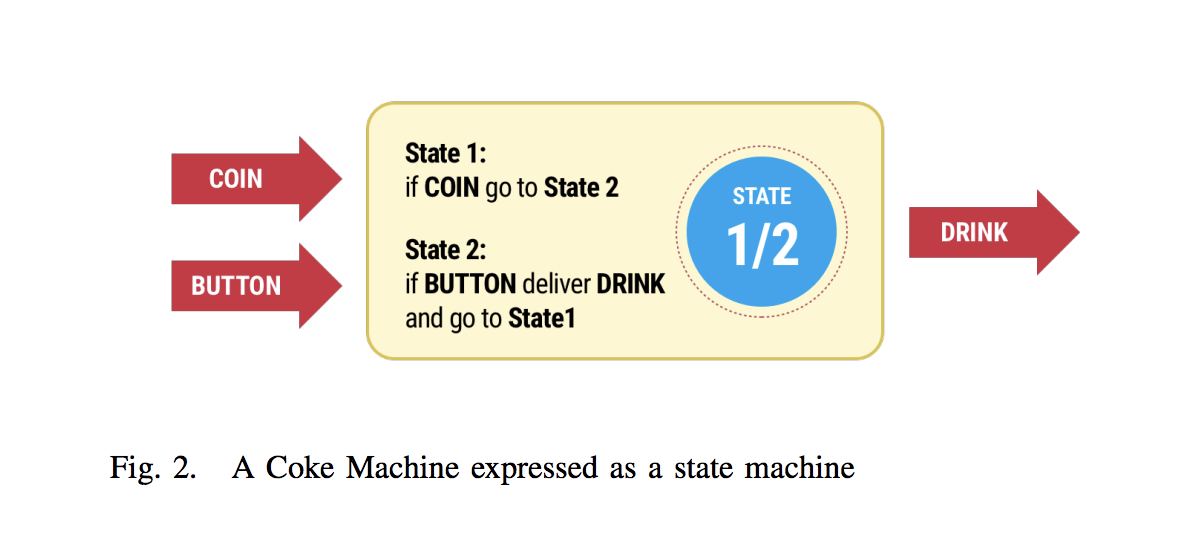 COIN
BUTTON
State 1:
if COIN go to State 2
State 2:
if BUTTON deliver DRINK
and go to State1
STATE
1/2
DRINK
Fig. 2. A Coke Machine expressed as a state machine